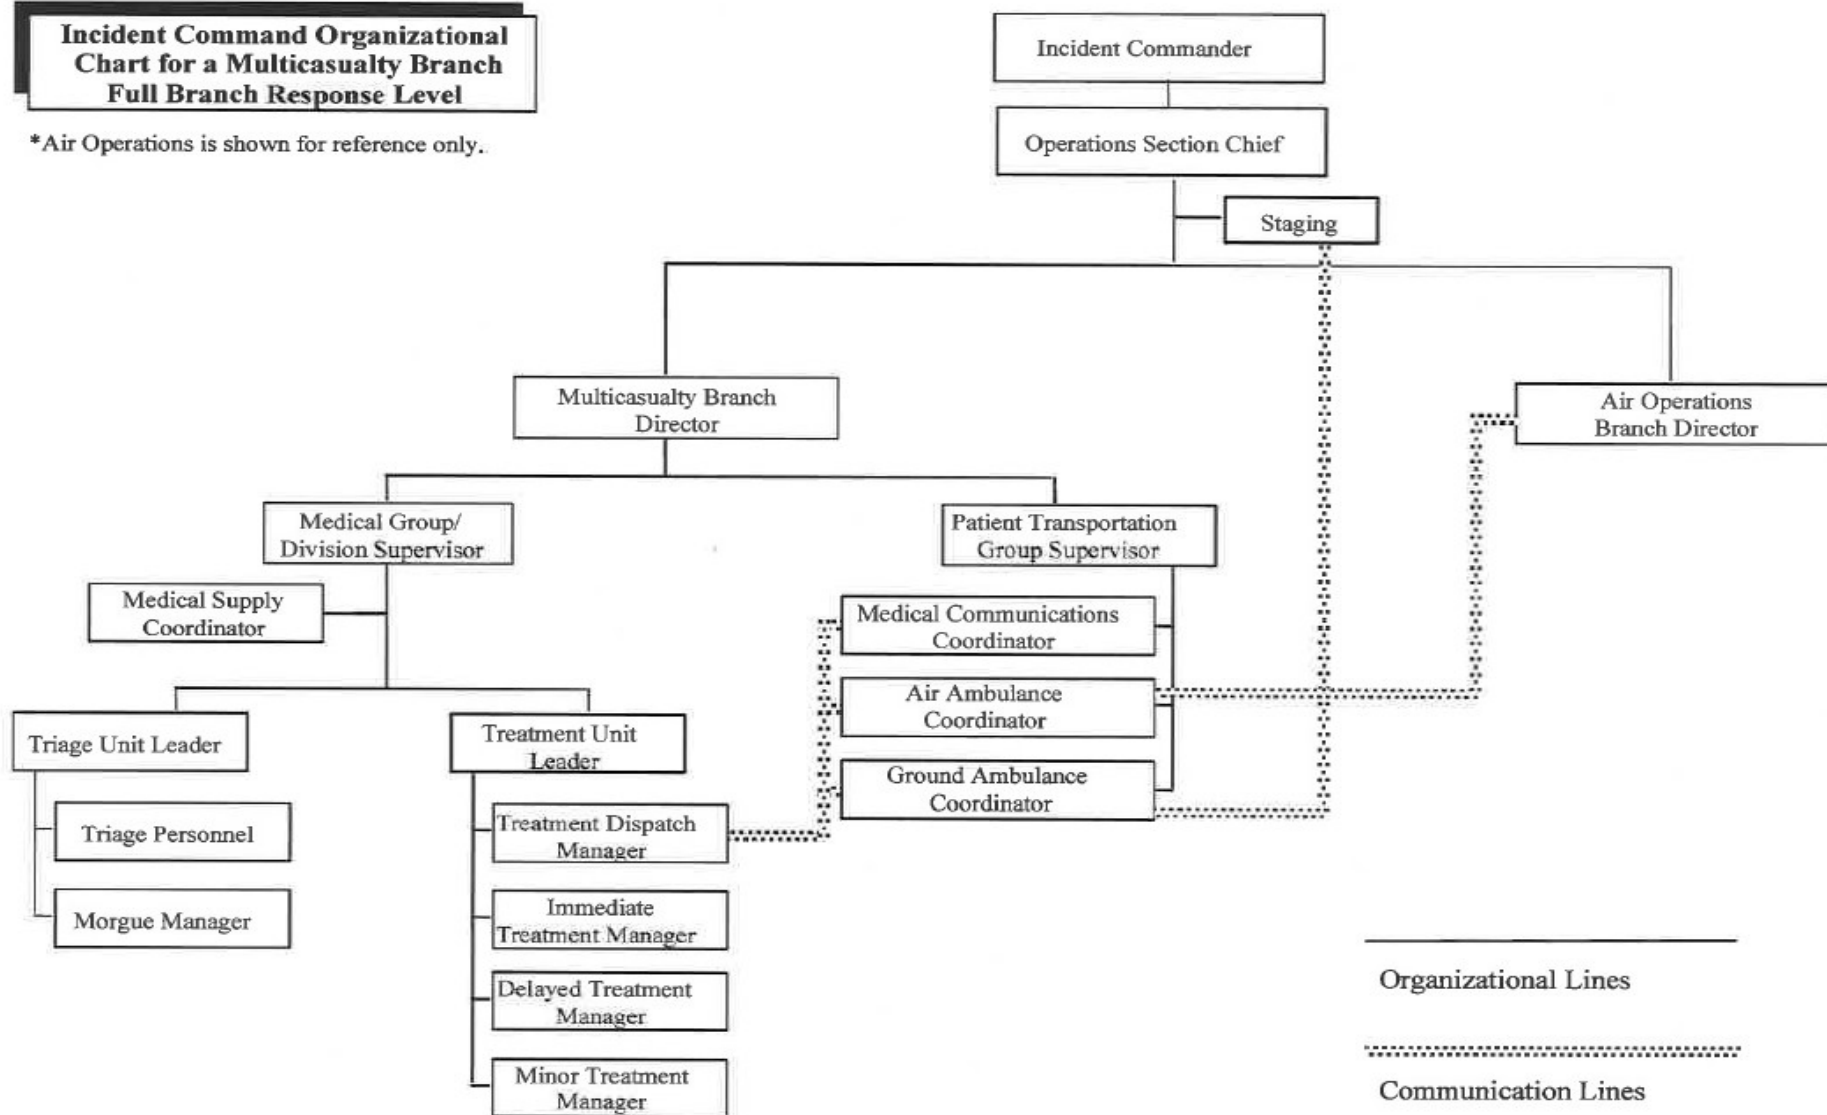 Incident Command Organizational
Chart for a Multicasualty Branch
Full Branch Response Level
*Air Operations is shown for reference only.
Incident Commander
Operations Section Chief
Staging
Multicasualty Branch
Director
Air Operations
Branch Director
Medical Group/
Division Supervisor
Patient Transportation
Group Supervisor
Medical Supply
Coordinator
Medical Communications
Coordinator
Air Ambulance
Coordinator
Ground Ambulance
Coordinator
Triage Unit Leader
Treatment Unit
Leader
Triage Personnel
Morgue Manager
Treatment Dispatch
Manager
Immediate
Treatment Manager
Delayed Treatment
Manager
Minor Treatment
Manager
Organizational Lines
Communication Lines